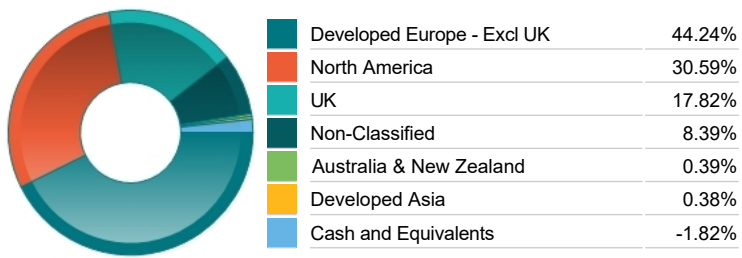 Developed Europe - Excl UK 44.24%
North America 30.59%
UK 17.82%
Non-Classified 8.39%
Australia & New Zealand 0.39%
Developed Asia 0.38%
Cash and Equivalents -1.82%